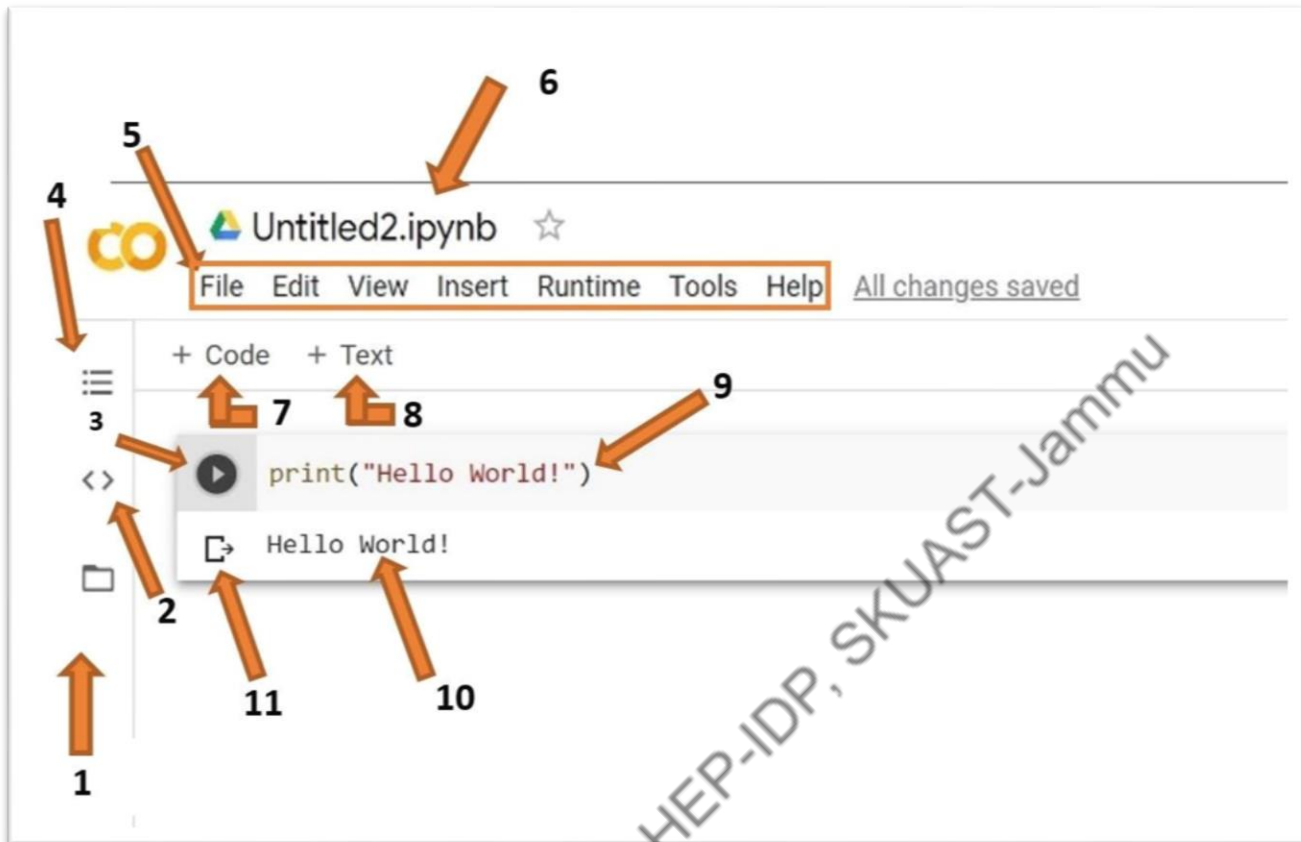 6
5
4
CO Untitled2.ipynb
File Edit View Insert Runtime Tools Help All changes saved
+ Code + Text
3
7
8
9
print("Hello World!")
Hello World!
2
11
10
1
HEP-IDP, SKUAST-Jammu